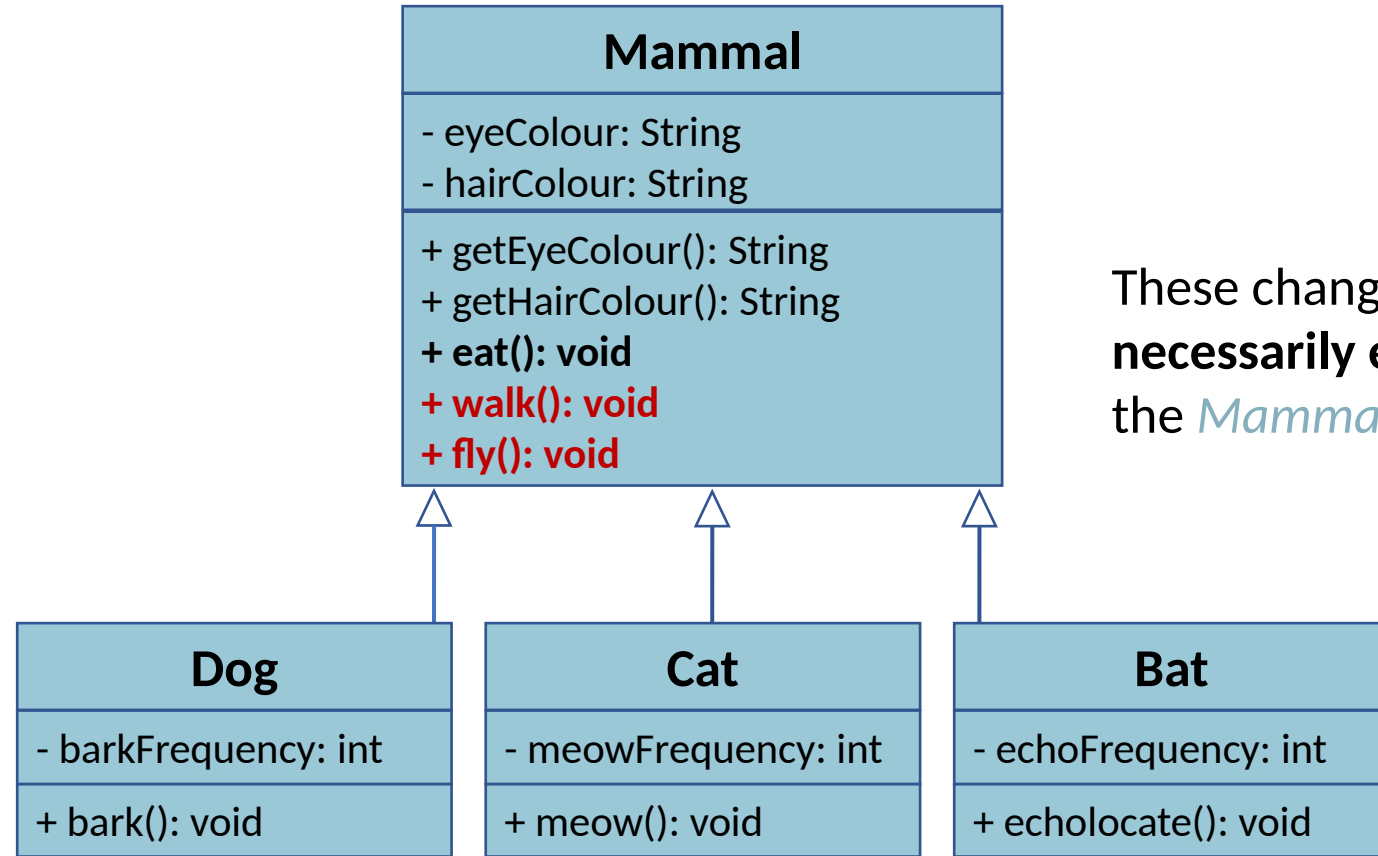 Mammal
- eyeColour: String
- hairColour: String
+ getEyeColour(): String
+ getHairColour(): String
+ eat(): void
+ walk(): void
+ fly(): void
These
necessarily
the
Dog
- barkFrequency: int
+ bark(): void
Cat
- meowFrequency: int
+ meow(): void
Bat
- echoFrequency: int
+ echolocate(): void